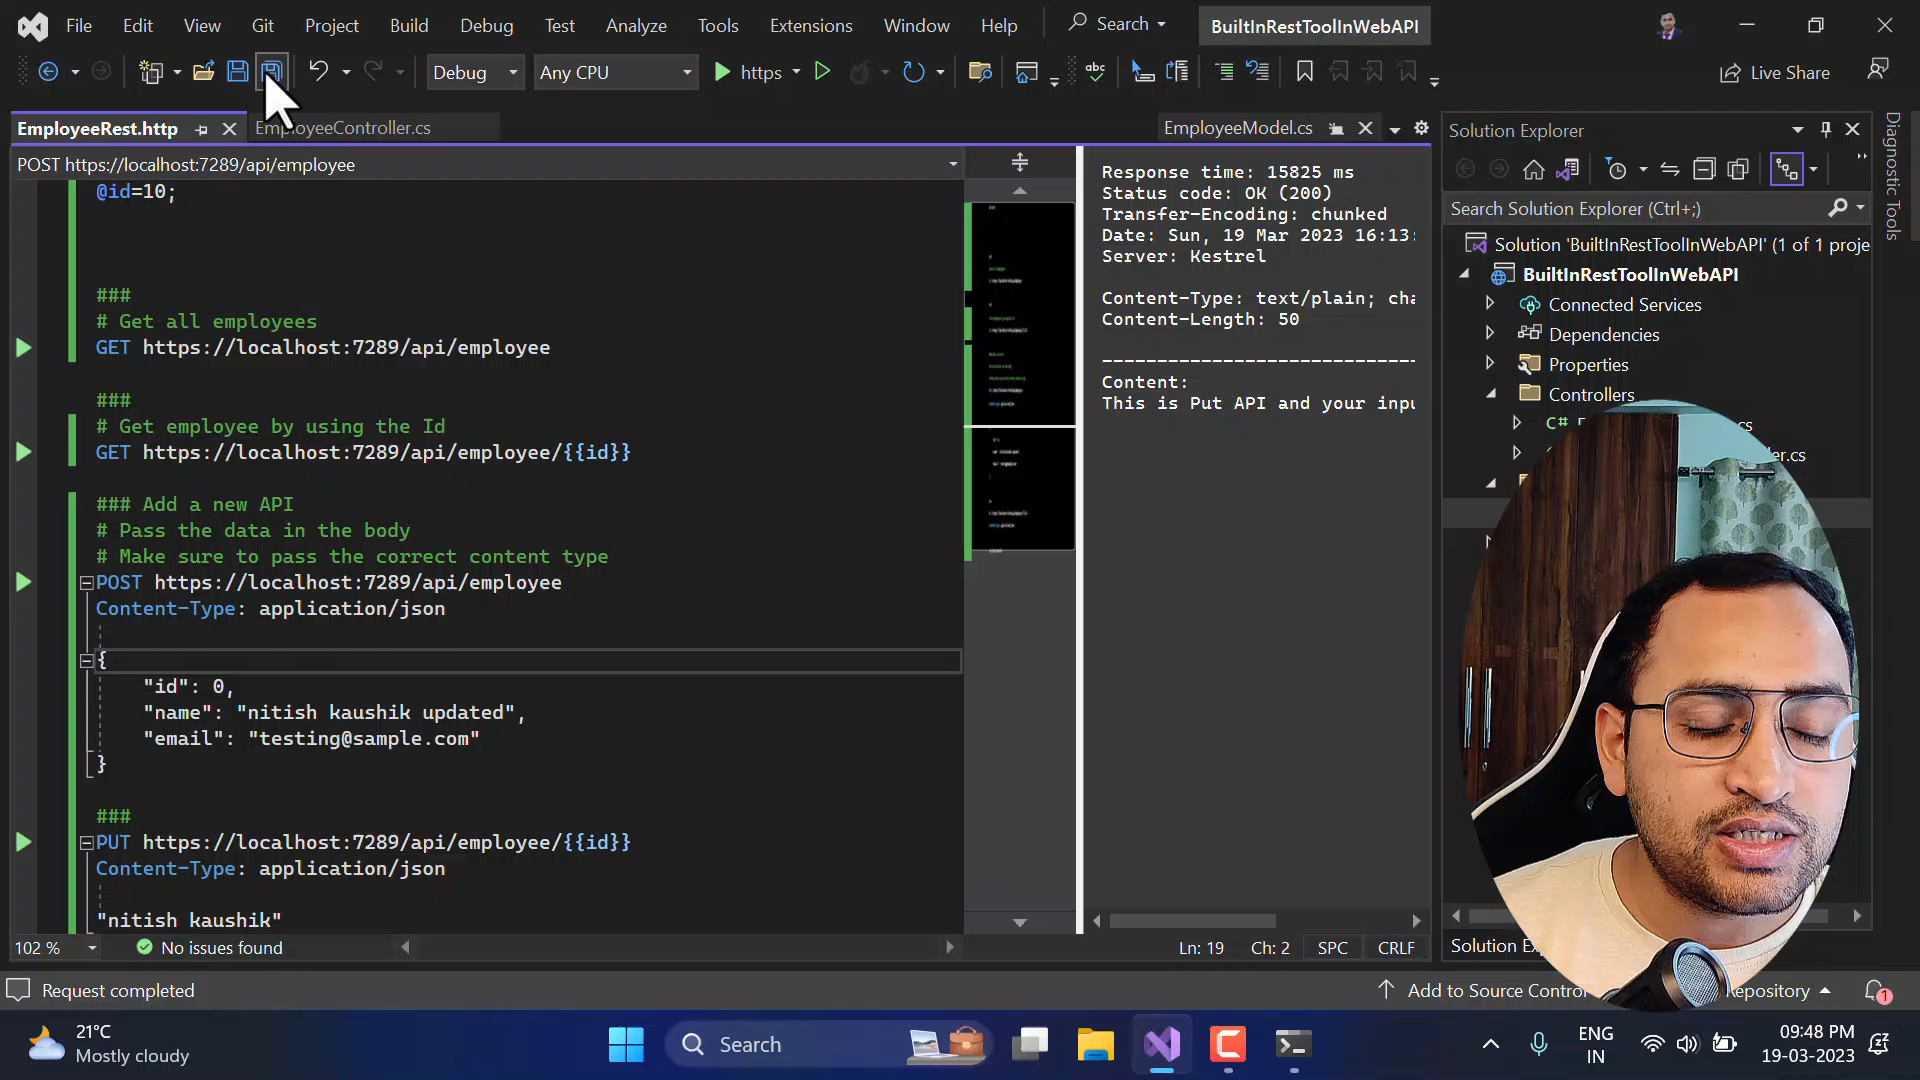 File Edit View Git Project Build Debug Test Analyze Tools Extensions Window Help Search BuiltInRestToolInWebAPI
Debug Any CPU https Live Share
EmployeeRest.http EmployeeController.cs EmployeeModel.cs
POST https://localhost:7289/api/employee
@id=10;
###
# Get all employees
GET https://localhost:7289/api/employee
###
# Get employee by using the Id
GET https://localhost:7289/api/employee/{{id}}
### Add a new API
# Pass the data in the body
# Make sure to pass the correct content type
POST https://localhost:7289/api/employee
Content-Type: application/json
{
"id": 0,
"name": "nitish kaushik updated",
"email": "testing@sample.com"
}
###
PUT https://localhost:7289/api/employee/{{id}}
Content-Type: application/json
"nitish kaushik"
102 % No issues found
Response time: 15825 ms
Status code: OK (200)
Transfer-Encoding: chunked
Date: Sun, 19 Mar 2023 16:13:
Server: Kestrel
Content-Type: text/plain; cha
Content-Length: 50
-----------------------------
Content:
This is Put API and your inpu
Ln: 19 Ch: 2 SPC CRLF
Solution Explorer
Search Solution Explorer (Ctrl+;)
Solution 'BuiltInRestToolInWebAPI' (1 of 1 proje
BuiltInRestToolInWebAPI
Connected Services
Dependencies
Properties
Controllers
C# E cs
ler.cs
Solution Ex
Diagnostic Tools
Request completed Add to Source Control Repository 1
21°C
Mostly cloudy
Search
ENG
IN
09:48 PM
19-03-2023